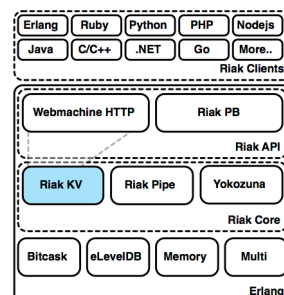 Erlang Ruby Python PHP Nodejs
Java C/C++ .NET Go More..
Riak Clients
Webmachine HTTP Riak PB
Riak API
Riak KV Riak Pipe Yokozuna
Riak Core
Bitcask eLevelDB Memory Multi
Erlang